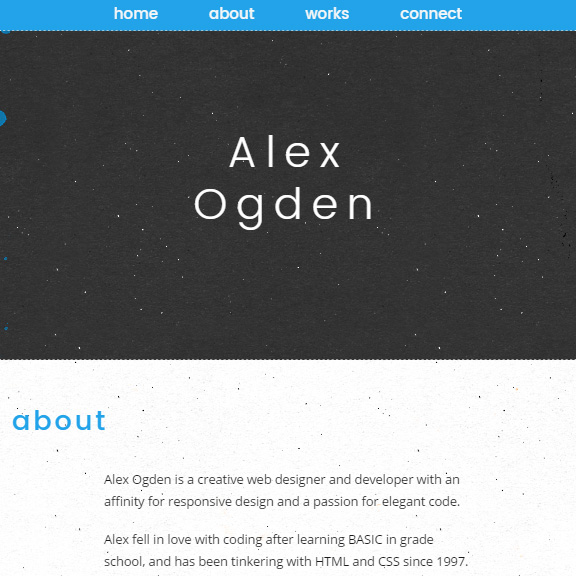 home about works connect
Alex
Ogden
about
Alex Ogden is a creative web designer and developer with an
affinity for responsive design and a passion for elegant code.
Alex fell in love with coding after learning BASIC in grade
school, and has been tinkering with HTML and CSS since 1997.